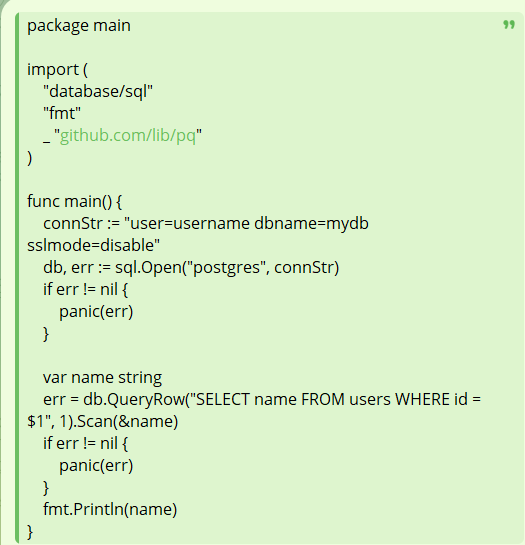 package main

import (
    "database/sql"
    "fmt"
    _ "github.com/lib/pq"
)

func main() {
    connStr := "user=username dbname=mydb
sslmode=disable"
    db, err := sql.Open("postgres", connStr)
    if err != nil {
        panic(err)
    }

    var name string
    err = db.QueryRow("SELECT name FROM users WHERE id =
$1", 1).Scan(&name)
    if err != nil {
        panic(err)
    }
    fmt.Println(name)
}